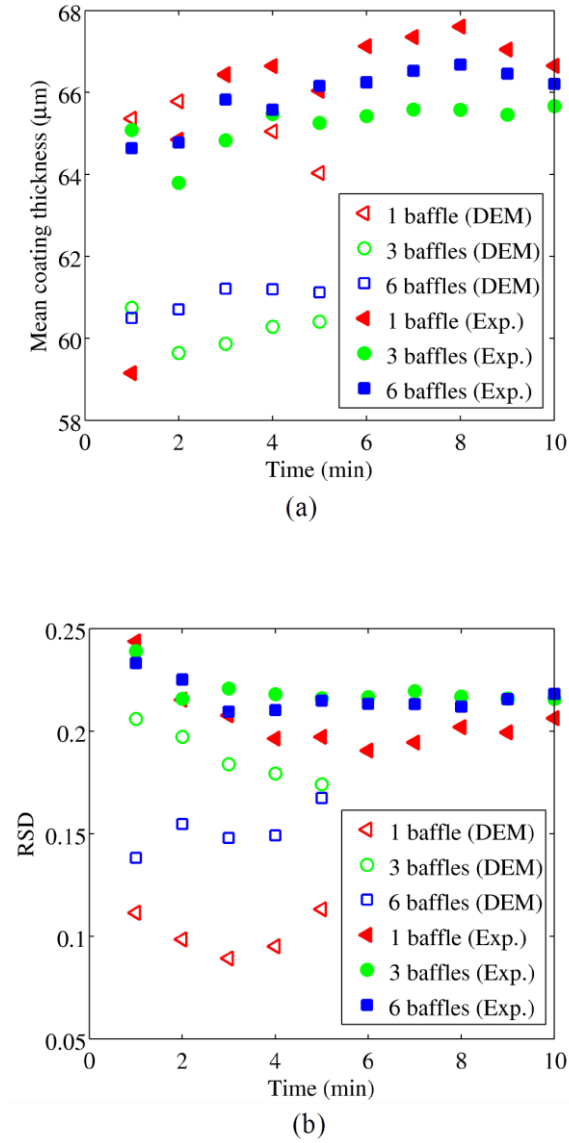 68
66
64
62
60
58
Mean coating thickness (μm)
1 baffle (DEM)
3 baffles (DEM)
6 baffles (DEM)
1 baffle (Exp.)
3 baffles (Exp.)
6 baffles (Exp.)
0 2 4 6 8 10
Time (min)
(a)
0.25
0.2
0.15
0.1
0.05
RSD
1 baffle (DEM)
3 baffles (DEM)
6 baffles (DEM)
1 baffle (Exp.)
3 baffles (Exp.)
6 baffles (Exp.)
0 2 4 6 8 10
Time (min)
(b)